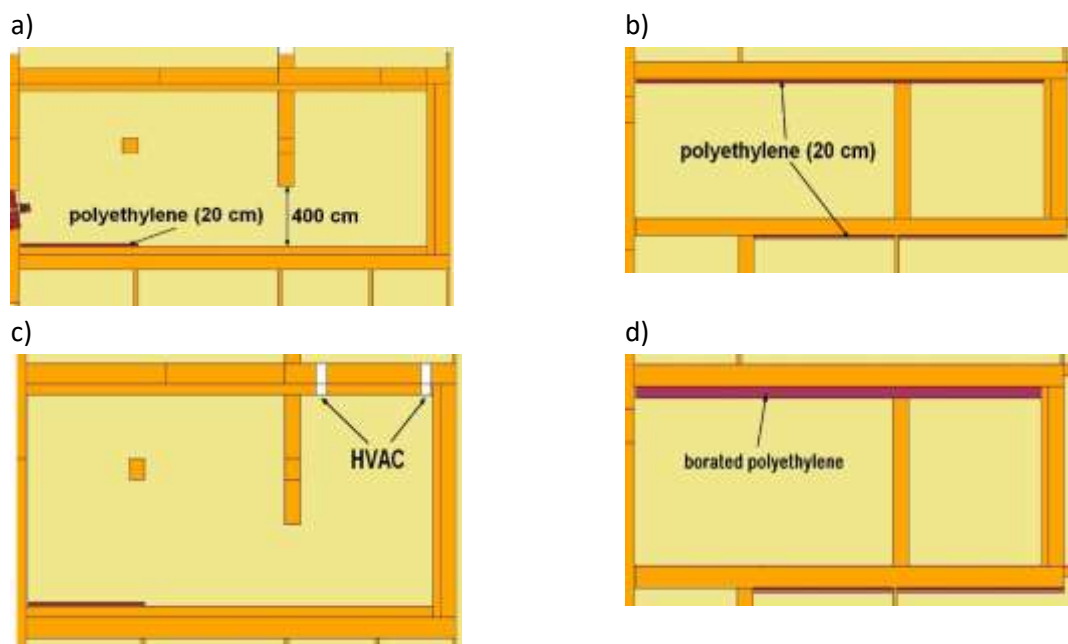 a)
b)
polyethylene (20 cm)
400 cm
polyethylene (20 cm)
c)
d)
HVAC
borated polyethylene